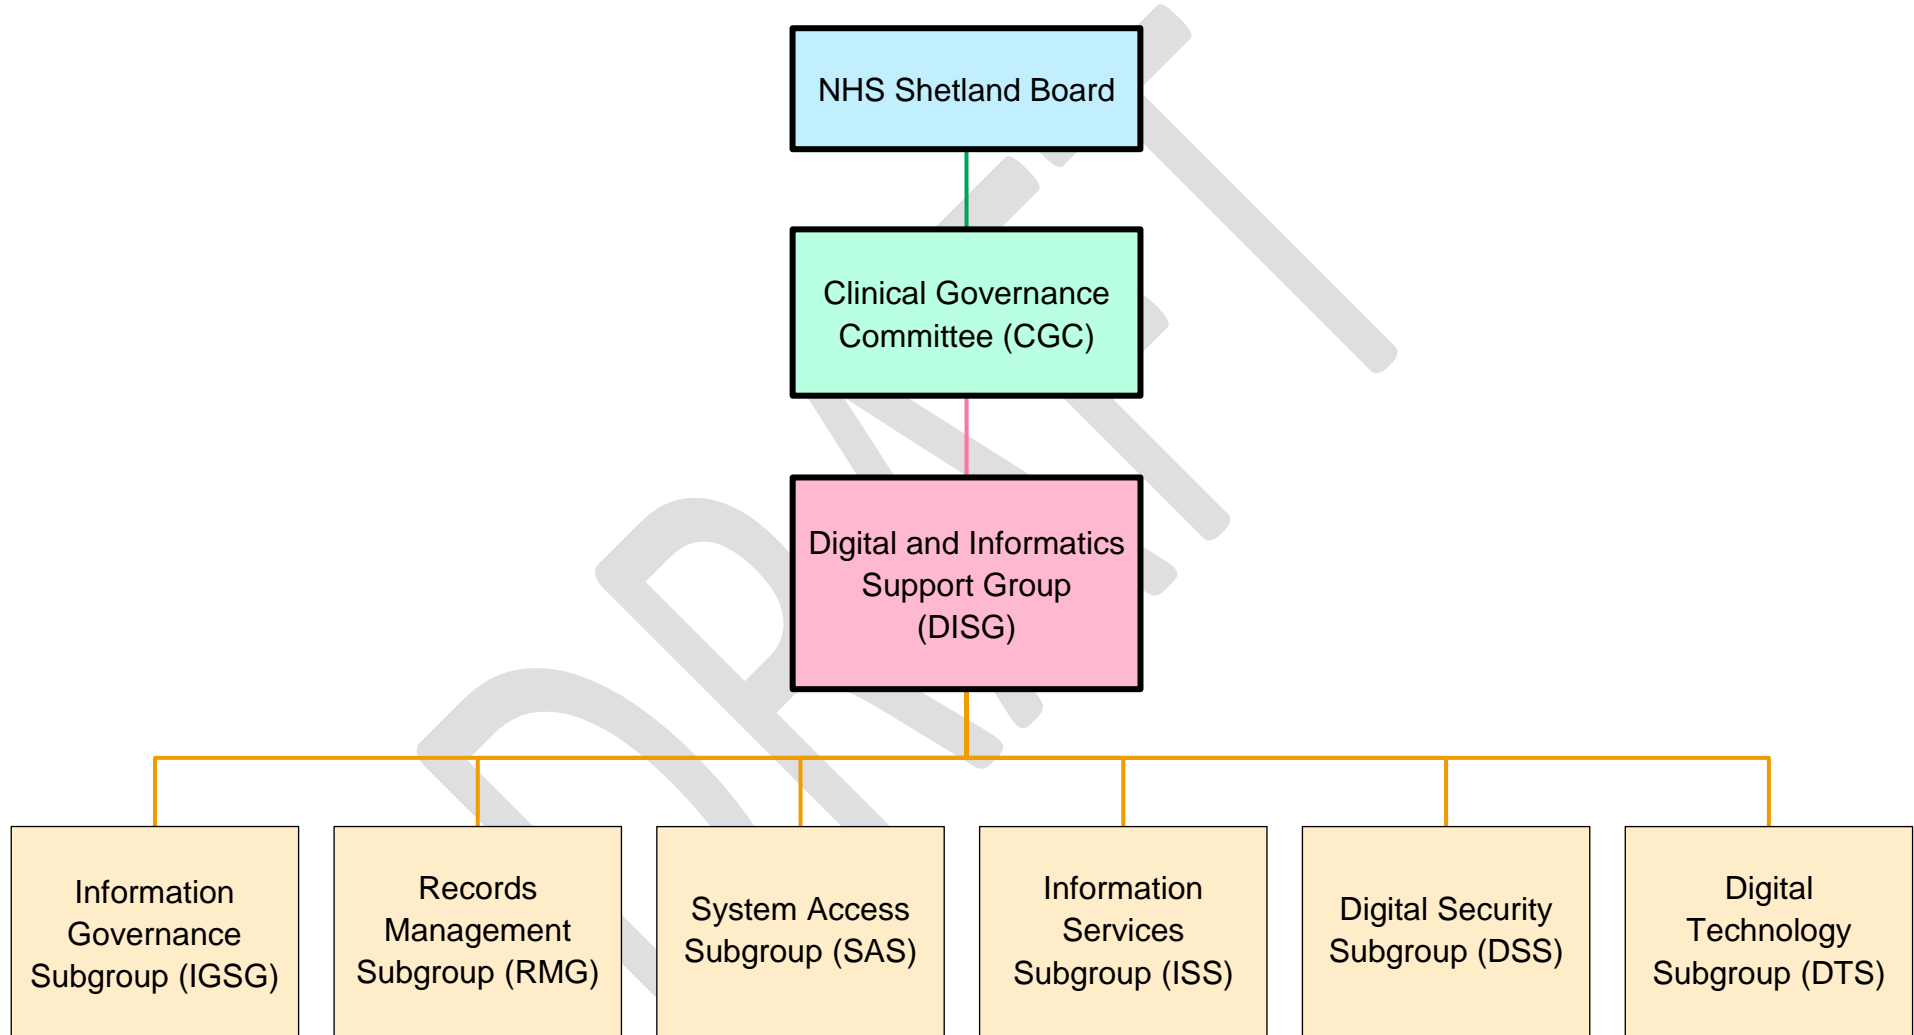 NHS Shetland Board
Clinical Governance
Committee (CGC)
Digital and Informatics
Support Group
(DISG)
Information
Governance
Subgroup (IGSG)
Records
Management
Subgroup (RMG)
System Access
Subgroup (SAS)
Information
Services
Subgroup (ISS)
Digital Security
Subgroup (DSS)
Digital
Technology
Subgroup (DTS)
DRAFT